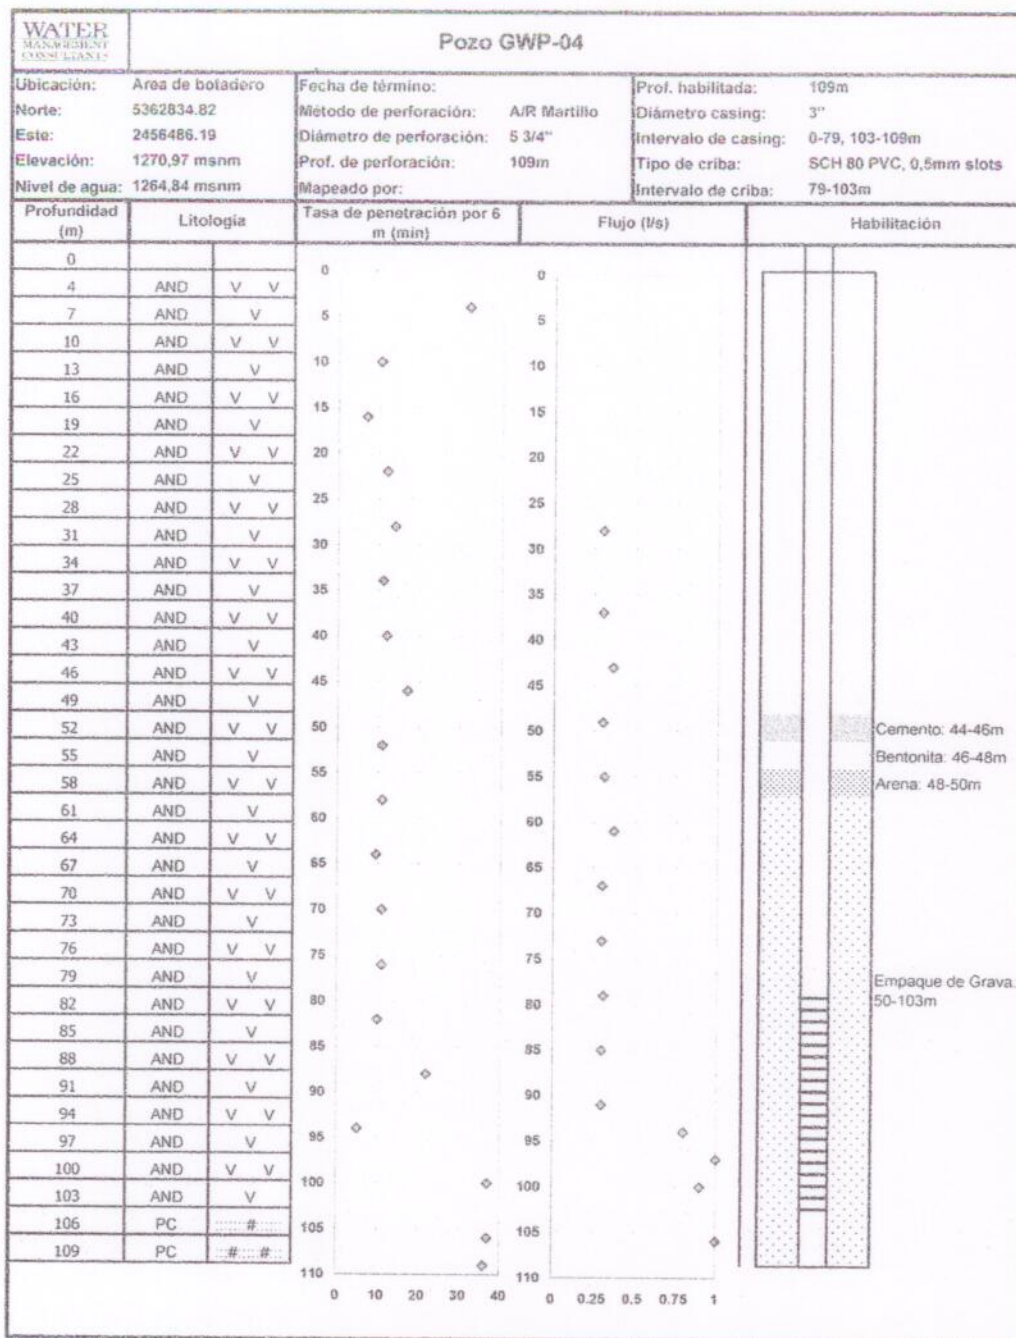 WATER
MANAGEMENT
CONSULTANTS
Pozo GWP-04
Ubicación: Area de botadero
Norte: 5362834.82
Este: 2456486.19
Elevación: 1270,97 msnm
Nivel de agua: 1264,84 msnm
Fecha de término:
Método de perforación: A/R Martillo
Diámetro de perforación: 5 3/4"
Prof. de perforación: 109m
Mapeado por:
Prof. habilitada: 109m
Diámetro casing: 3"
Intervalo de casing: 0-79, 103-109m
Tipo de criba: SCH 80 PVC, 0,5mm slots
Intervalo de criba: 79-103m
Profundidad
(m)
Litología
Tasa de penetración por 6
m (min)
Flujo (l/s)
Habilitación
0
4 AND V V
7 AND V
10 AND V V
13 AND V
16 AND V V
19 AND V
22 AND V V
25 AND V
28 AND V V
31 AND V
34 AND V V
37 AND V
40 AND V V
43 AND V
46 AND V V
49 AND V
52 AND V V
55 AND V
58 AND V V
61 AND V
64 AND V V
67 AND V
70 AND V V
73 AND V
76 AND V V
79 AND V
82 AND V V
85 AND V
88 AND V V
91 AND V
94 AND V V
97 AND V
100 AND V V
103 AND V
106 PC #
109 PC # #
0
5
10
15
20
25
30
35
40
45
50
55
60
65
70
75
80
85
90
95
100
105
110
0 10 20 30 40
0
5
10
15
20
25
30
35
40
45
50
55
60
65
70
75
80
85
90
95
100
105
110
0 0.25 0.5 0.75 1
Cemento: 44-46m
Bentonita: 46-48m
Arena: 48-50m
Empaque de Grava:
50-103m